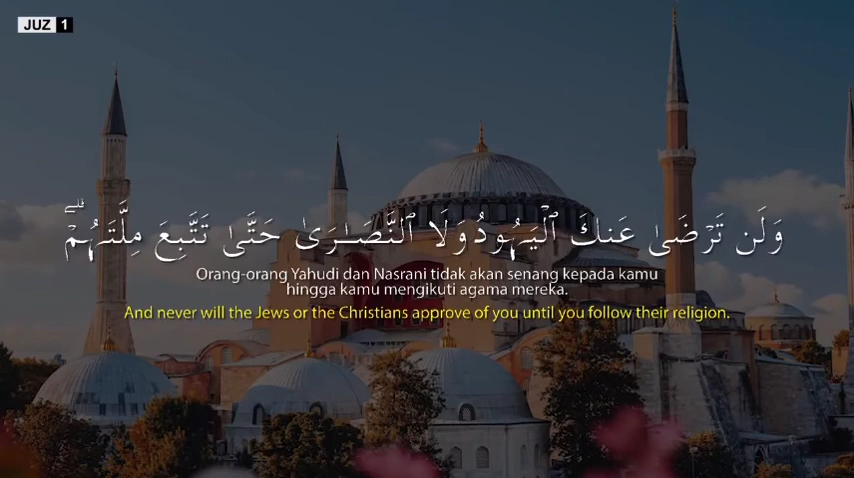 JUZ 1
وَلَن تَرْضَىٰ عَنكَ ٱلْيَهُودُ وَلَا ٱلنَّصَـٰرَىٰ حَتَّىٰ تَتَّبِعَ مِلَّتَهُمْ ۗ
Orang-orang Yahudi dan Nasrani tidak akan senang kepada kamu
hingga kamu mengikuti agama mereka.
And never will the Jews or the Christians approve of you until you follow their religion.